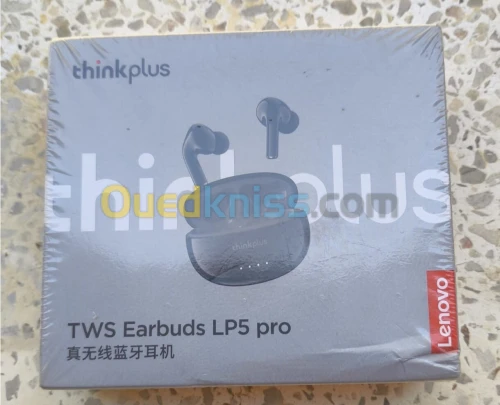 thinkplus
thinkplus
Ouedkniss.com
thinkplus
TWS Earbuds LP5 pro
真无线蓝牙耳机
Lenovo